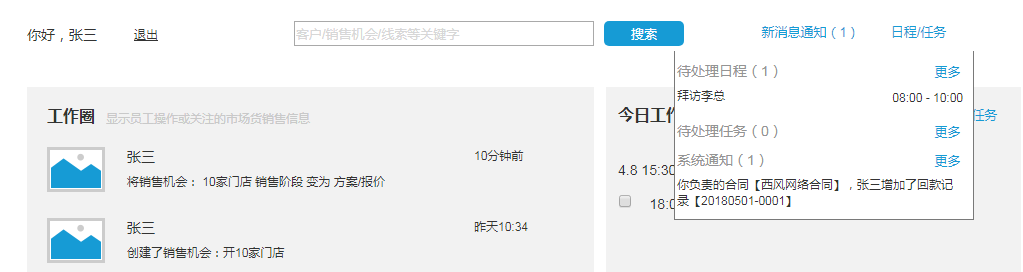 你好，张三 退出 客户/销售机会/线索等关键字 搜索 新消息通知（1） 日程/任务
待处理日程（1） 更多
拜访李总 08:00 - 10:00
待处理任务（0） 更多
系统通知（1） 更多
你负责的合同【西风网络合同】，张三增加了回款记
录【20180501-0001】
工作圈 显示员工操作或关注的市场货销售信息
张三 10分钟前
将销售机会： 10家门店 销售阶段 变为 方案/报价
张三 昨天10:34
创建了销售机会：开10家门店
今日工作 任务
4.8 15:30
18:0